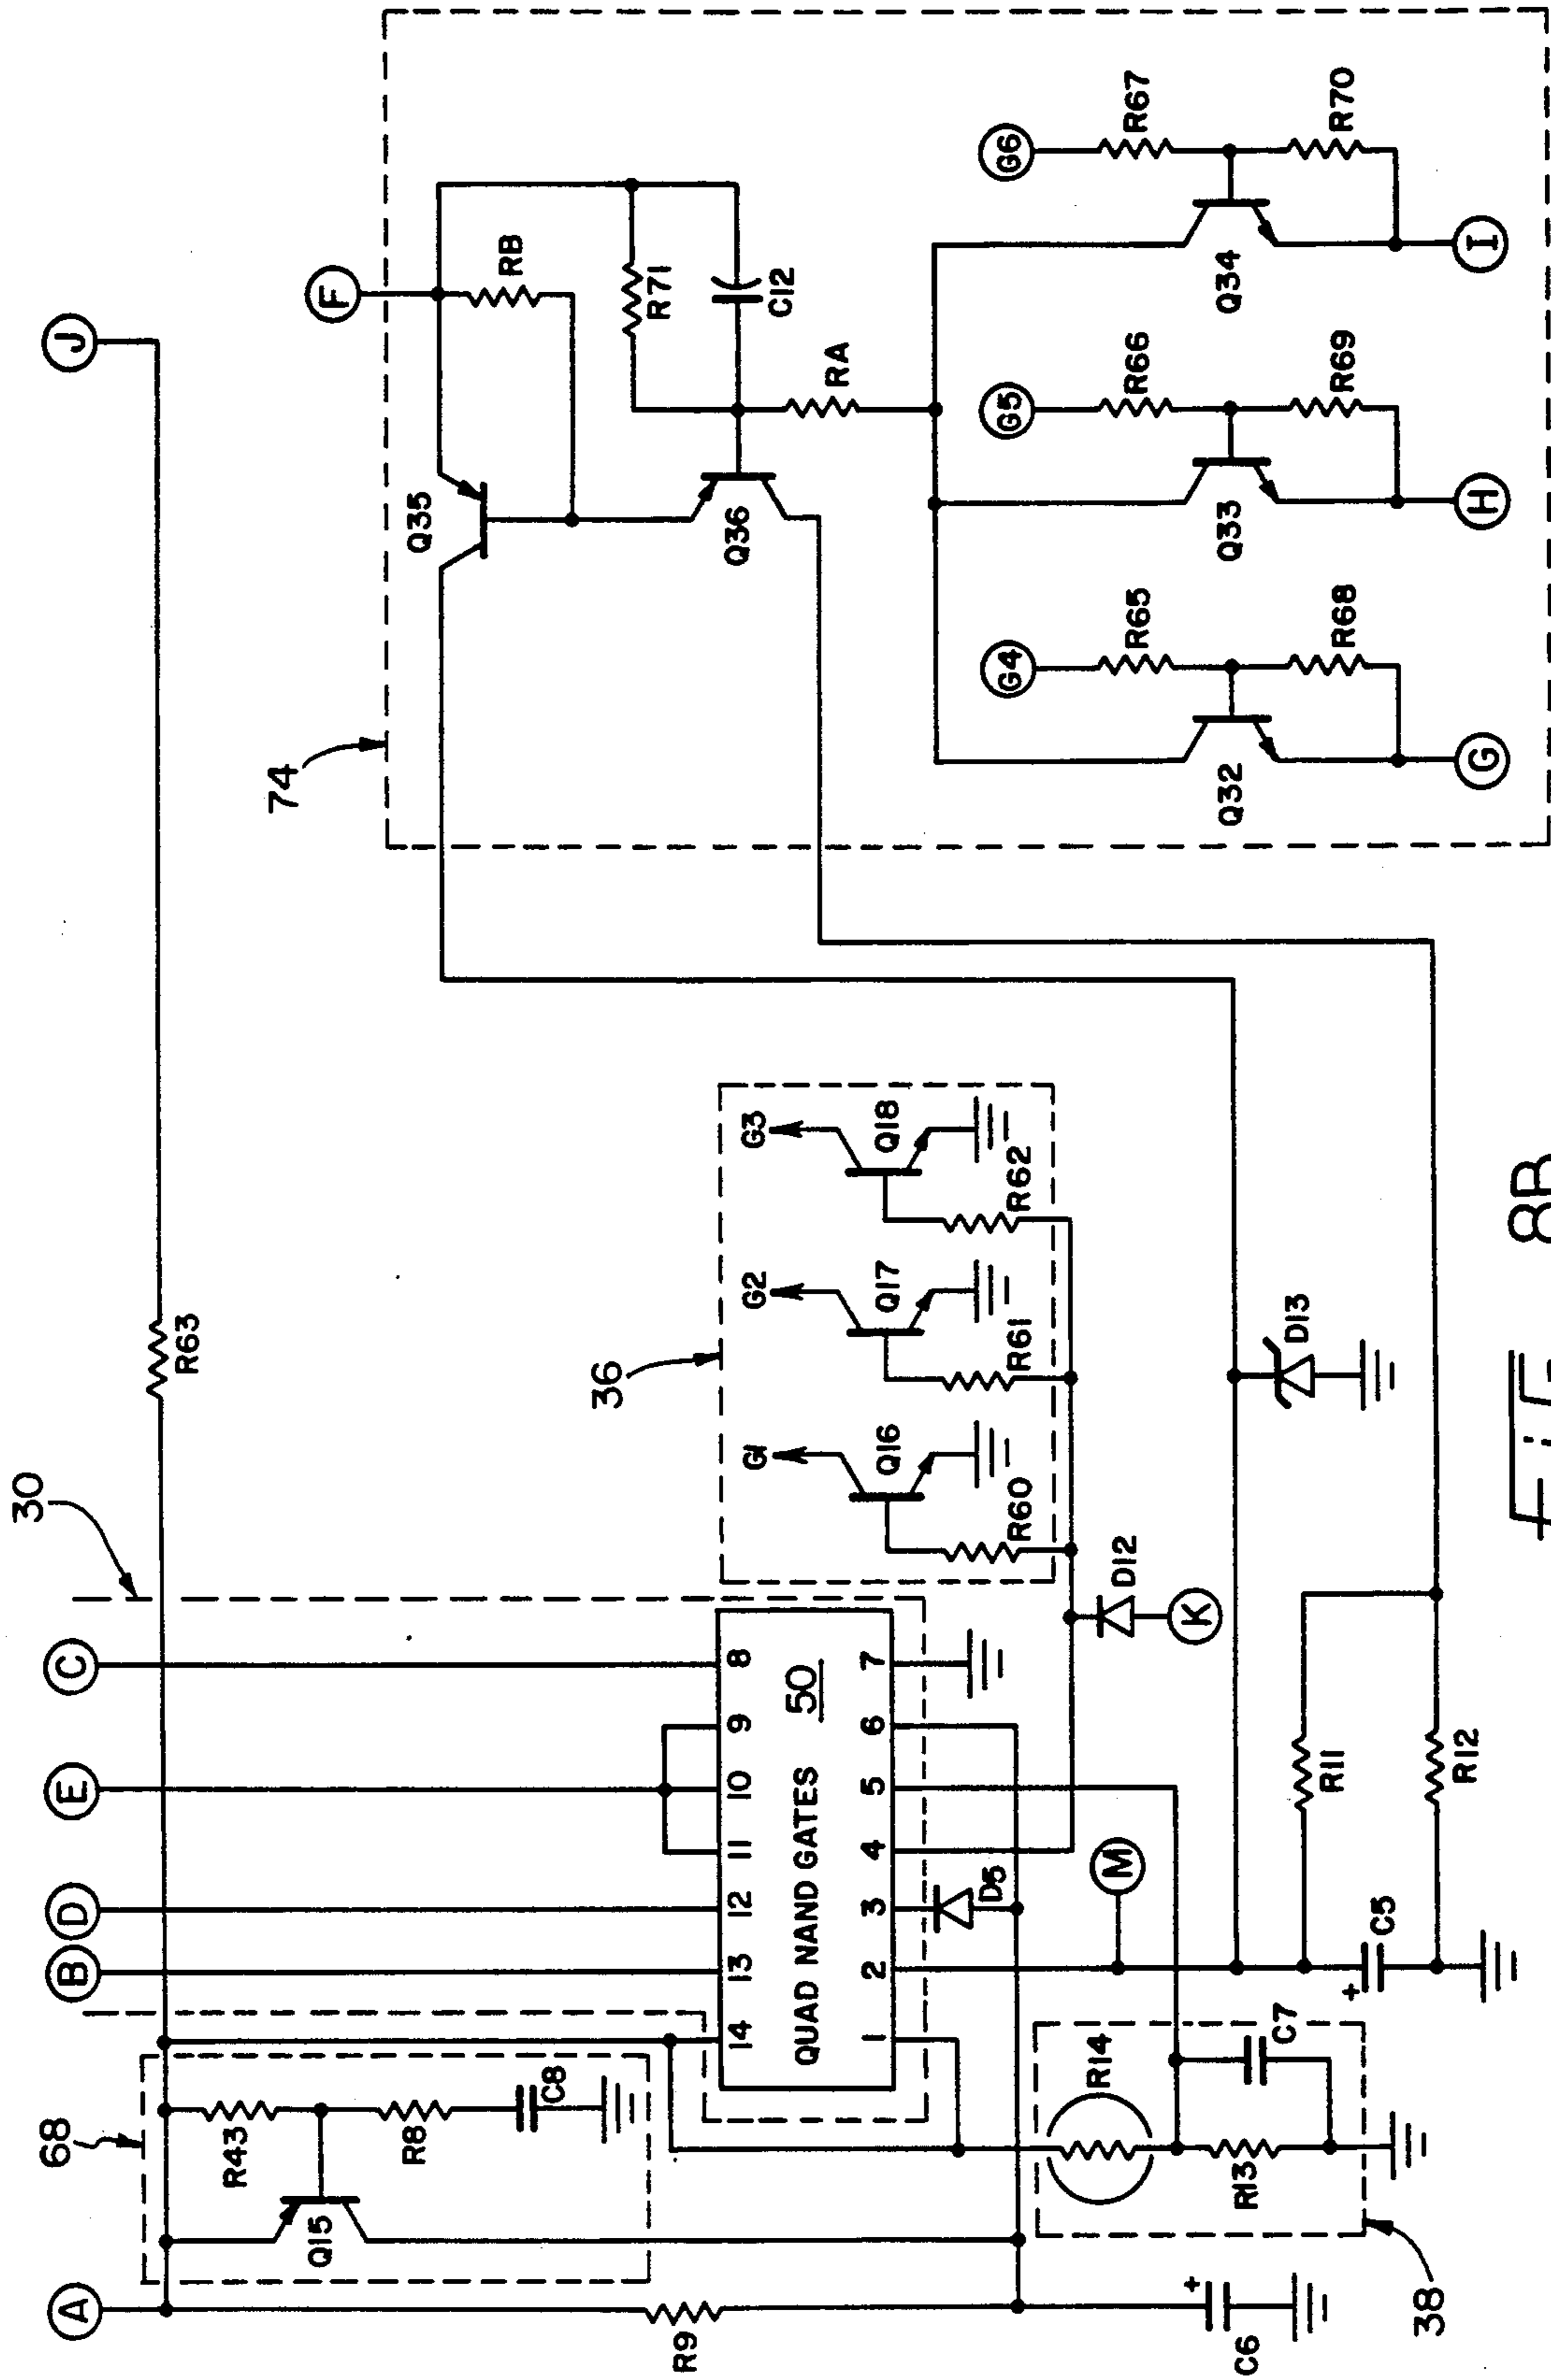 30
68
A
B
D
E
C
J
R63
R43
Q15
R8
C8
R9
14
13
12
11
10
9
8
QUAD NAND GATES
50
1
2
3
4
5
6
7
D5
36
G1
G2
G3
Q16
Q17
Q18
R60
R61
R62
D12
K
M
38
R14
R13
C7
C6
+
C5
+
R11
R12
D13
74
F
Q35
RB
R71
C12
Q36
RA
G4
G5
G6
R65
R66
R67
Q32
Q33
Q34
R68
R69
R70
G
H
I
Fig. 8B